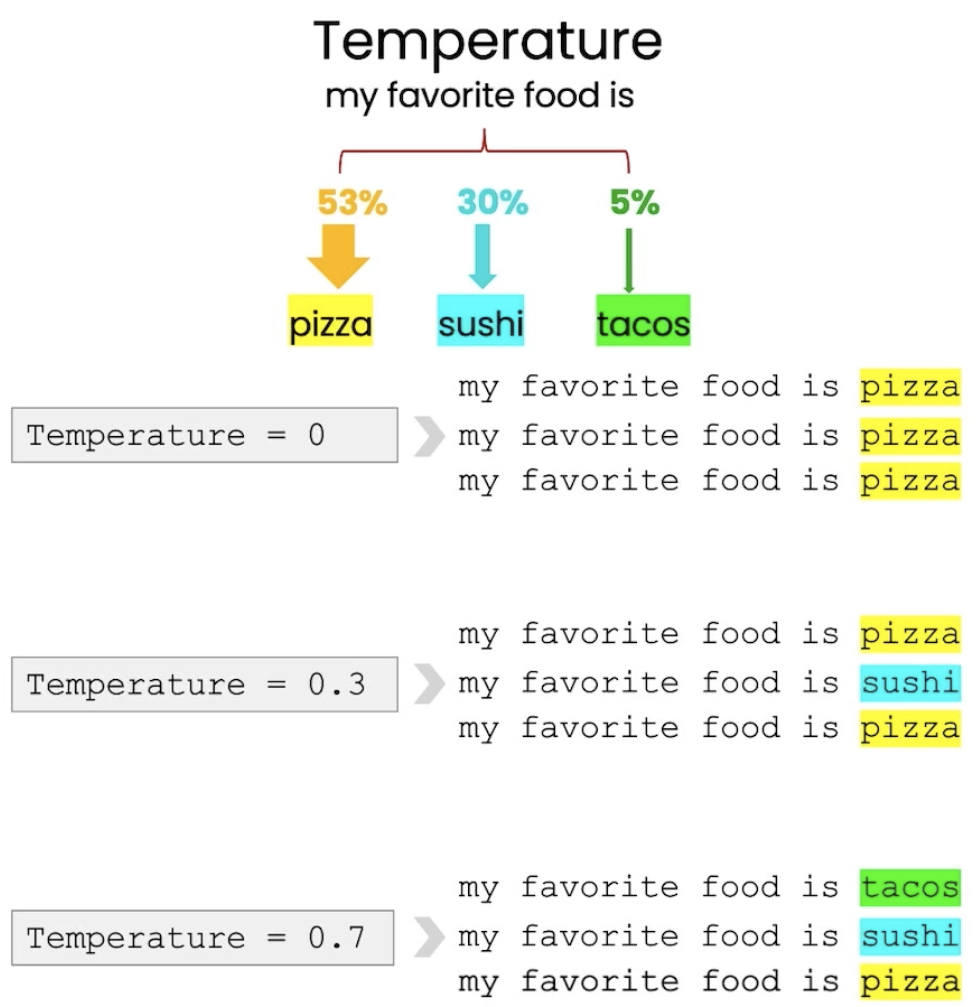 Temperature
my favorite food is
53% 30% 5%
pizza sushi tacos
my favorite food is pizza
Temperature = 0 my favorite food is pizza
my favorite food is pizza
my favorite food is pizza
Temperature = 0.3 my favorite food is sushi
my favorite food is pizza
my favorite food is tacos
Temperature = 0.7 my favorite food is sushi
my favorite food is pizza